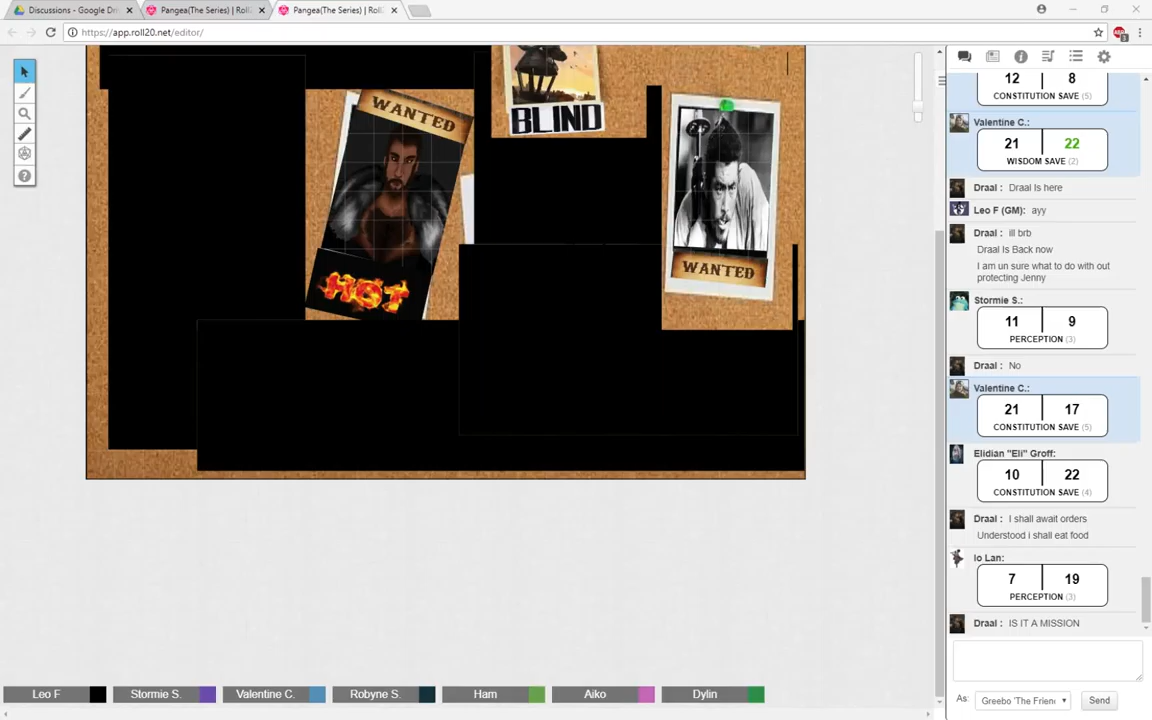 Discussions - Google Dri
Pangea(The Series) | Roll
Pangea(The Series) | Roll
https://app.roll20.net/editor/
WANTED
HOT
BLIND
WANTED
12 8
CONSTITUTION SAVE (5)
Valentine C.:
21 22
WISDOM SAVE (2)
Draal : Draal Is here
Leo F (GM): ayy
Draal : ill brb
Draal Is Back now
I am un sure what to do with out
protecting Jenny
Stormie S.:
11 9
PERCEPTION (3)
Draal : No
Valentine C.:
21 17
CONSTITUTION SAVE (5)
Elidian "Eli" Groff:
10 22
CONSTITUTION SAVE (4)
Draal : I shall await orders
Understood i shall eat food
Io Lan:
7 19
PERCEPTION (3)
Draal : IS IT A MISSION
As: Greebo 'The Frien
Send
Leo F
Stormie S.
Valentine C.
Robyne S.
Ham
Aiko
Dylin